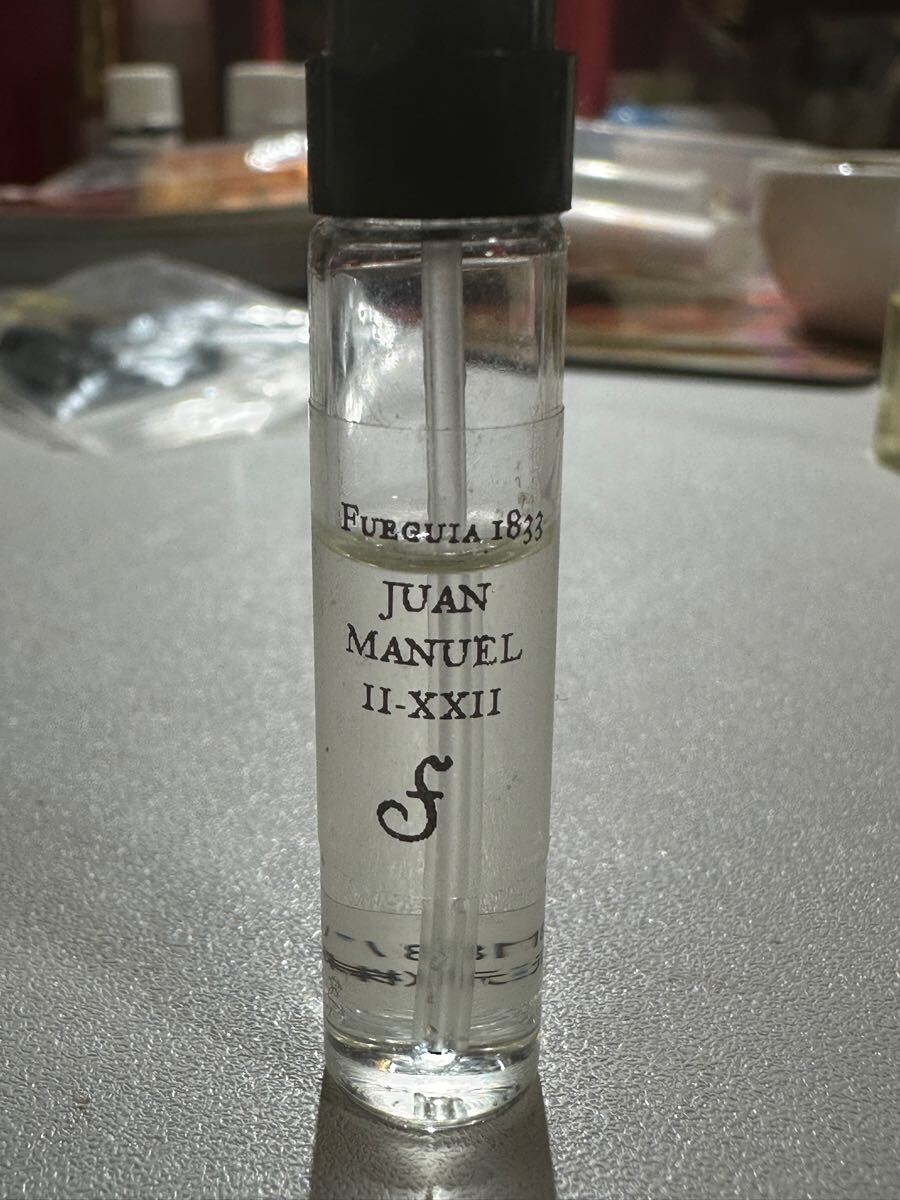 Fueguia 1833
JUAN
MANUEL
II-XXII
F